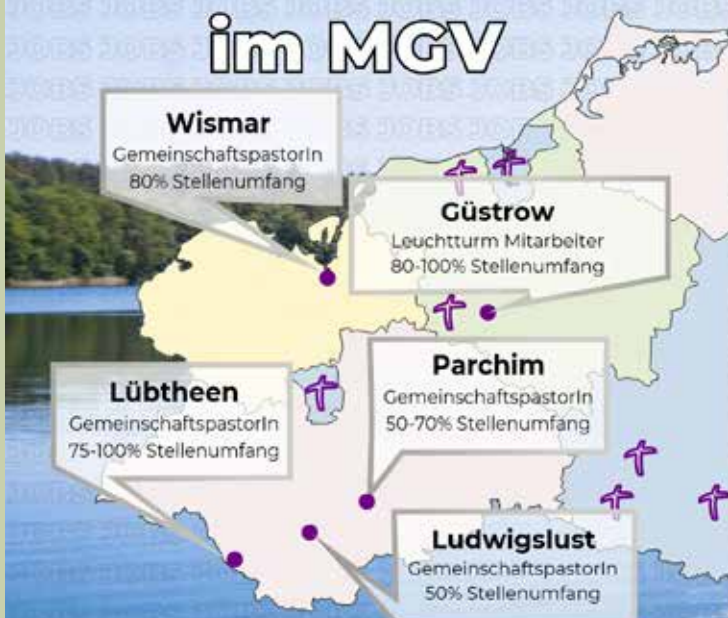 im MGV
Wismar
GemeinschaftspastorIn
80% Stellenumfang
Güstrow
Leuchtturm Mitarbeiter
80-100% Stellenumfang
Parchim
GemeinschaftspastorIn
50-70% Stellenumfang
Lübtheen
GemeinschaftspastorIn
75-100% Stellenumfang
Ludwigslust
GemeinschaftspastorIn
50% Stellenumfang